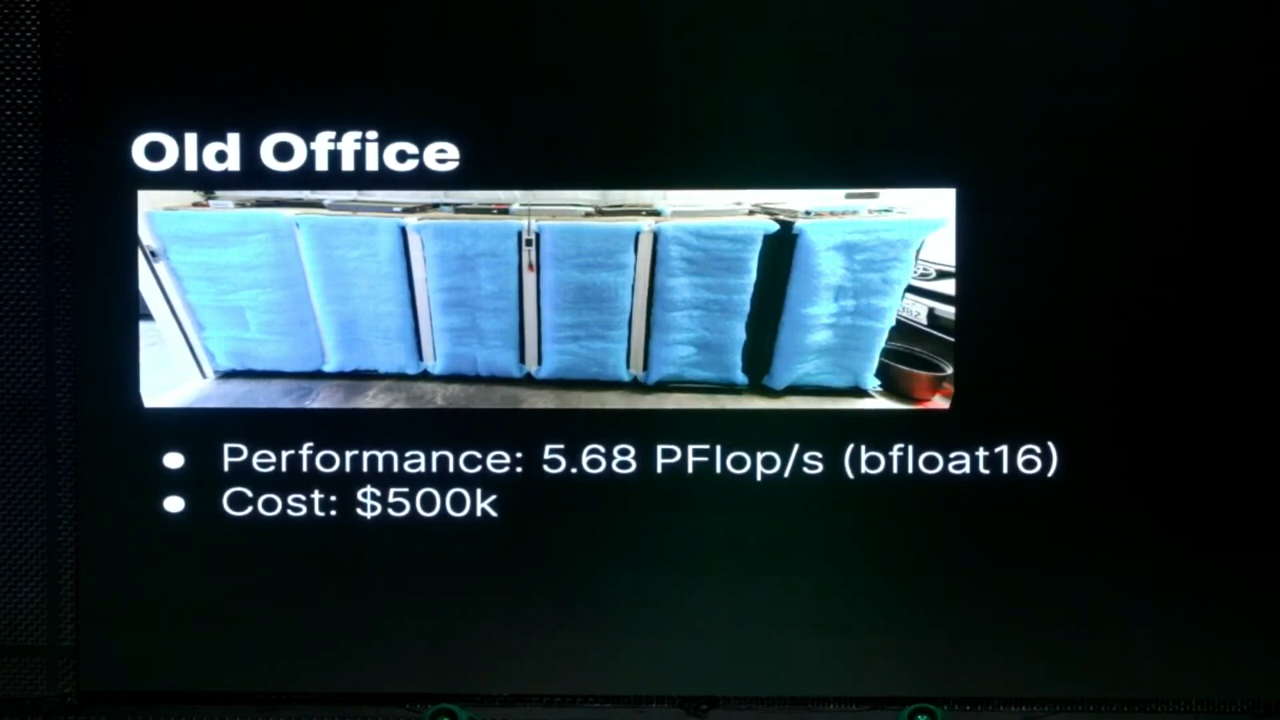 Old Office
• Performance: 5.68 PFlop/s (bfloat16)
• Cost: $500k